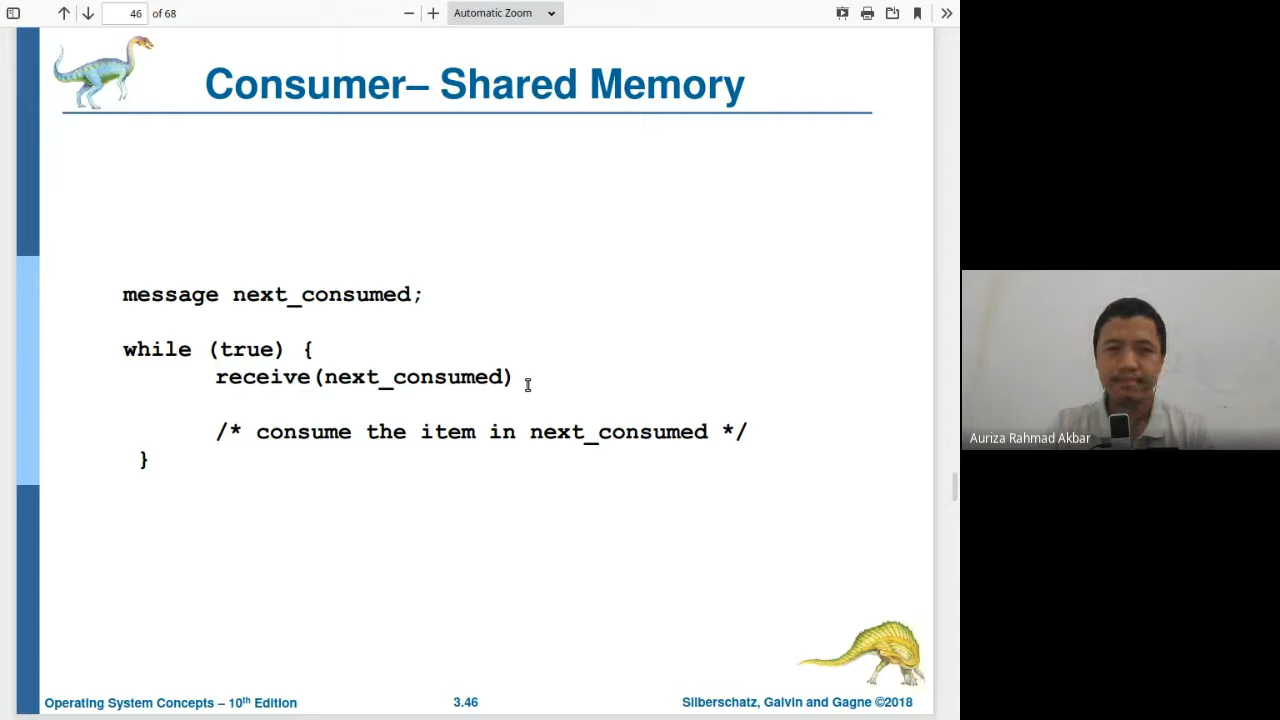 46 of 68
Automatic Zoom
Consumer– Shared Memory
message next_consumed;
while (true) {
receive(next_consumed)
/* consume the item in next_consumed */
}
Auriza Rahmad Akbar
Operating System Concepts – 10th Edition
3.46
Silberschatz, Galvin and Gagne ©2018